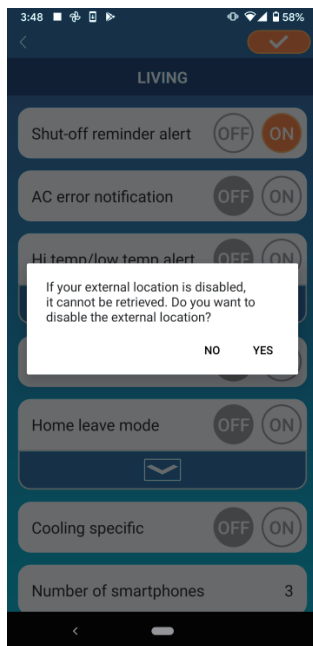 3:48
58%
LIVING
Shut-off reminder alert OFF ON
AC error notification OFF ON
Hi temp/low temp alert OFF ON
If your external location is disabled,
it cannot be retrieved. Do you want to
disable the external location?
NO YES
Home leave mode OFF ON
Cooling specific OFF ON
Number of smartphones 3